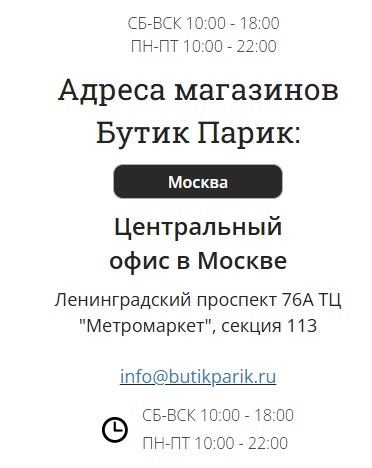 СБ-ВСК 10:00 - 18:00
ПН-ПТ 10:00 - 22:00
Адреса магазинов
Бутик Парик:
Москва
Центральный
офис в Москве
Ленинградский проспект 76А ТЦ
"Метромаркет", секция 113
info@butikparik.ru
СБ-ВСК 10:00 - 18:00
ПН-ПТ 10:00 - 22:00